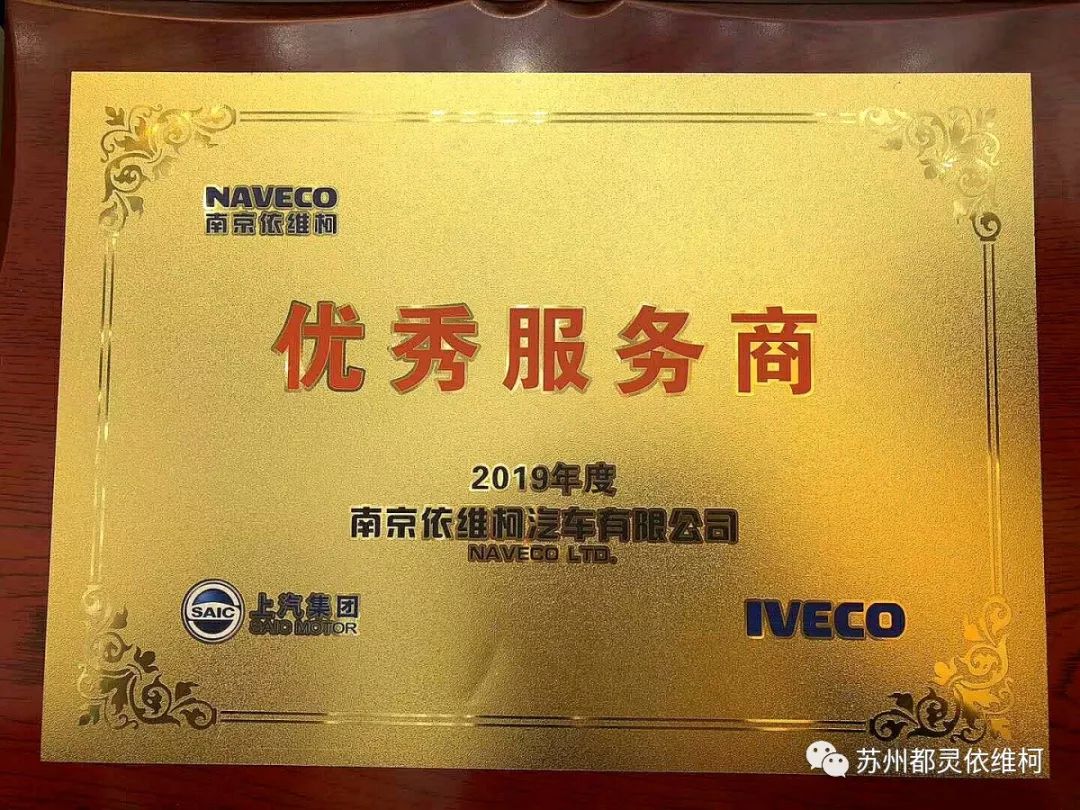 NAVECO
南京依维柯
优秀服务商
2019年度
南京依维柯汽车有限公司
NAVECO LTD.
SAIC
上汽集团
SAIC MOTOR
IVECO
苏州都灵依维柯